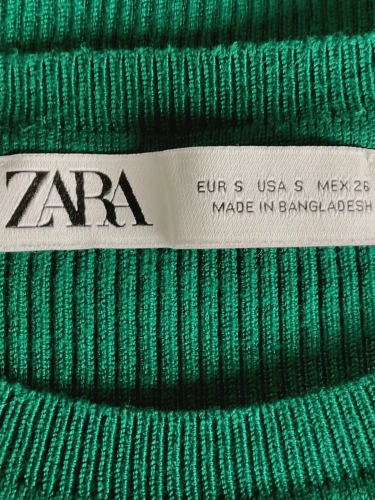 ZARA
EUR S USA S MEX 26
MADE IN BANGLADESH